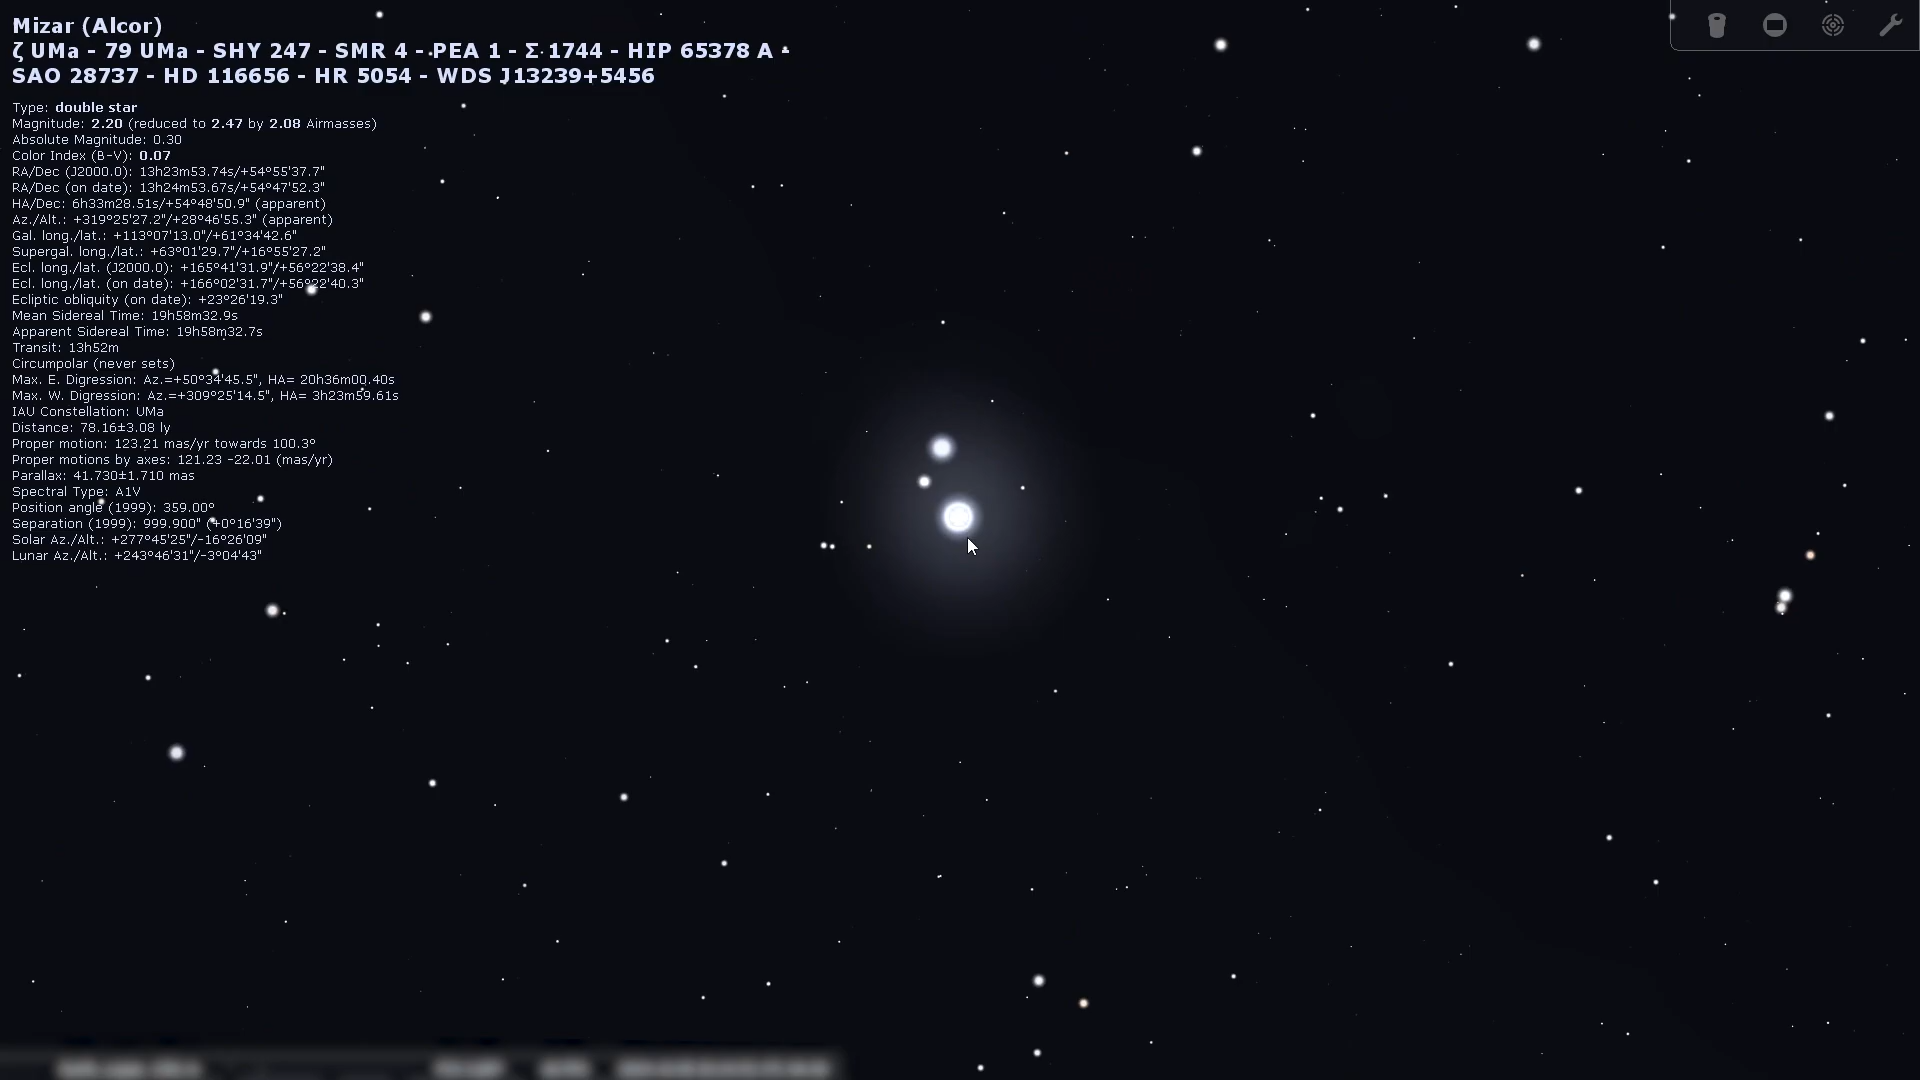 Mizar (Alcor)
ζ UMa - 79 UMa - SHY 247 - SMR 4 - PEA 1 - Σ 1744 - HIP 65378 A -
SAO 28737 - HD 116656 - HR 5054 - WDS J13239+5456
Type: double star
Magnitude: 2.20 (reduced to 2.47 by 2.08 Airmasses)
Absolute Magnitude: 0.30
Color Index (B-V): 0.07
RA/Dec (J2000.0): 13h23m53.74s/+54°55'37.7"
RA/Dec (on date): 13h24m53.67s/+54°47'52.3"
HA/Dec: 6h33m28.51s/+54°48'50.9" (apparent)
Az./Alt.: +319°25'27.2"/+28°46'55.3" (apparent)
Gal. long./lat.: +113°07'13.0"/+61°34'42.6"
Supergal. long./lat.: +63°01'29.7"/+16°55'27.2"
Ecl. long./lat. (J2000.0): +165°41'31.9"/+56°22'38.4"
Ecl. long./lat. (on date): +166°02'31.7"/+56°22'40.3"
Ecliptic obliquity (on date): +23°26'19.3"
Mean Sidereal Time: 19h58m32.9s
Apparent Sidereal Time: 19h58m32.7s
Transit: 13h52m
Circumpolar (never sets)
Max. E. Digression: Az.=+50°34'45.5", HA= 20h36m00.40s
Max. W. Digression: Az.=+309°25'14.5", HA= 3h23m59.61s
IAU Constellation: UMa
Distance: 78.16±3.08 ly
Proper motion: 123.21 mas/yr towards 100.3°
Proper motions by axes: 121.23 -22.01 (mas/yr)
Parallax: 41.730±1.710 mas
Spectral Type: A1V
Position angle (1999): 359.00°
Separation (1999): 999.900" (+0°16'39")
Solar Az./Alt.: +277°45'25"/-16°26'09"
Lunar Az./Alt.: +243°46'31"/-3°04'43"